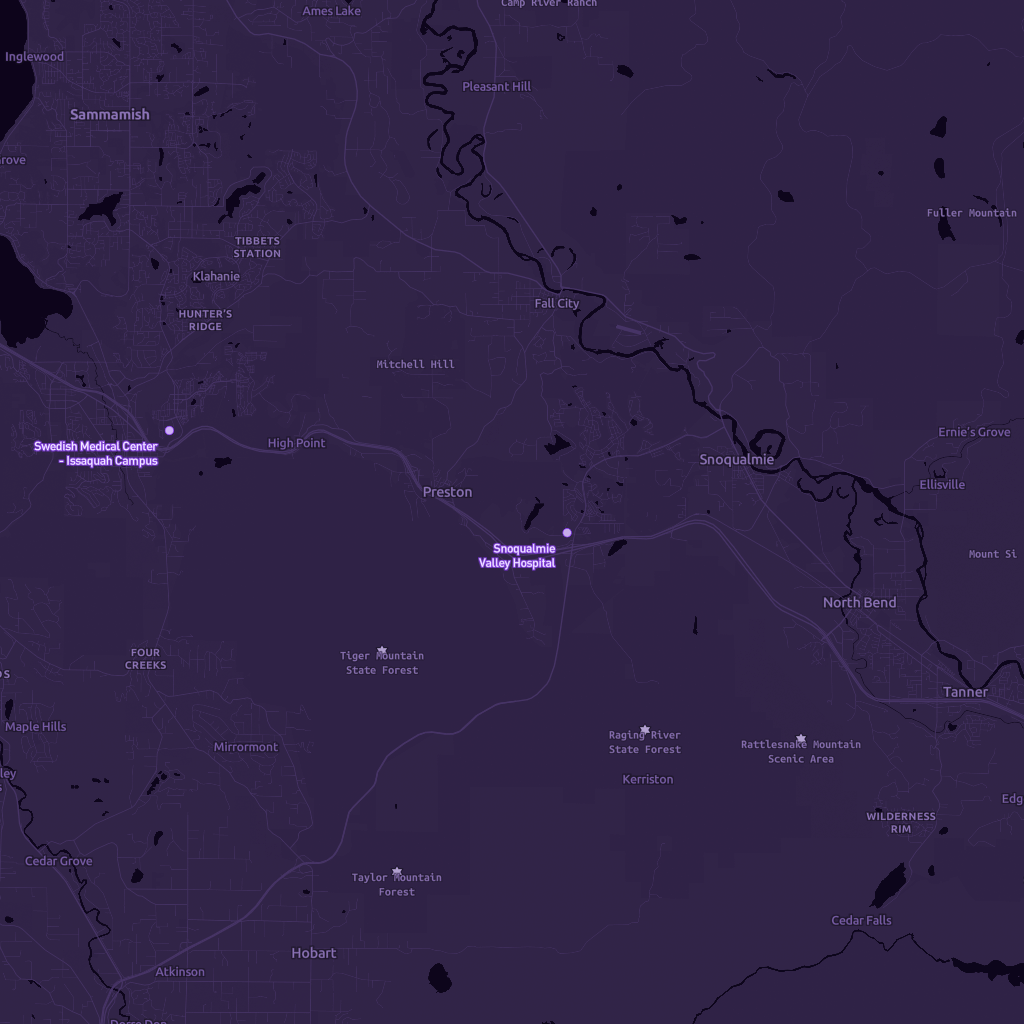 Camp River Ranch
Ames Lake
Inglewood
Pleasant Hill
Sammamish
Fuller Mountain
TIBBETS
STATION
Klahanie
Fall City
HUNTER'S
RIDGE
Mitchell Hill
Ernie's Grove
High Point
Swedish Medical Center
- Issaquah Campus
Snoqualmie
Ellisville
Preston
Snoqualmie
Valley Hospital
Mount Si
North Bend
FOUR
CREEKS
Tiger Mountain
State Forest
Tanner
Maple Hills
Mirrormont
Raging River
State Forest
Rattlesnake Mountain
Scenic Area
Kerriston
WILDERNESS
RIM
Cedar Grove
Taylor Mountain
Forest
Cedar Falls
Hobart
Atkinson